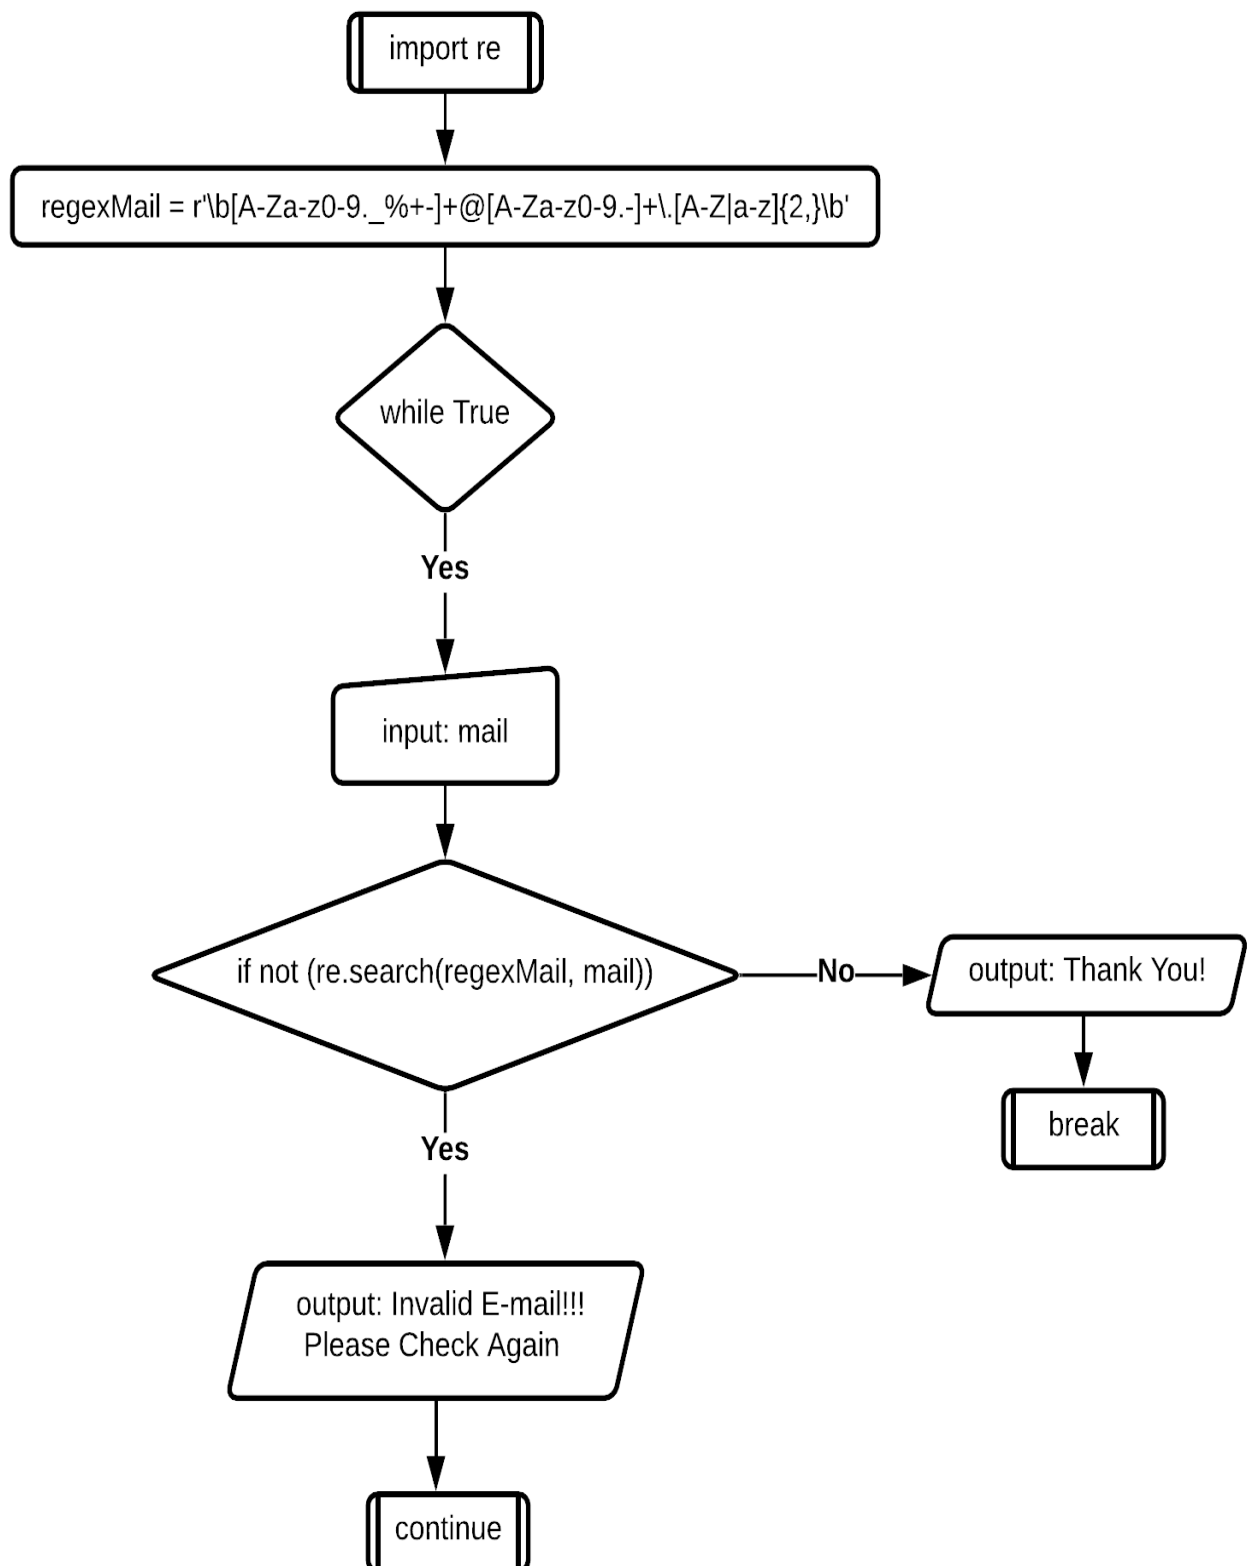 import re
regexMail = r'\b[A-Za-z0-9._%+-]+@[A-Za-z0-9.-]+\.[A-Z|a-z]{2,}\b'
while True
Yes
input: mail
if not (re.search(regexMail, mail))
No
output: Thank You!
break
Yes
output: Invalid E-mail!!!
Please Check Again
continue